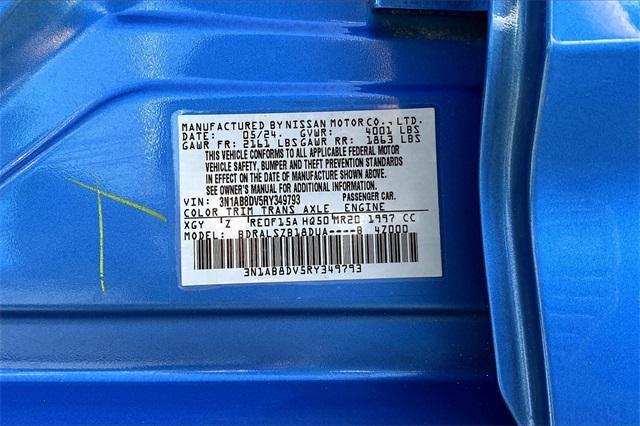 MANUFACTURED BY NISSAN MOTOR CO., LTD.
DATE: 05/24. GVWR: 4001 LBS
GAWR FR: 2161 LBS GAWR RR: 1863 LBS
THIS VEHICLE CONFORMS TO ALL APPLICABLE FEDERAL MOTOR
VEHICLE SAFETY, BUMPER AND THEFT PREVENTION STANDARDS
IN EFFECT ON THE DATE OF MANUFACTURE SHOWN ABOVE.
SEE OWNER'S MANUAL FOR ADDITIONAL INFORMATION.
VIN: 3N1AB8DV5RY349793 PASSENGER CAR.
COLOR TRIM TRANS AXLE ENGINE
XGY Z RE0F15A HQ50 MR20 1997 CC
MODEL: BDRALSZB18DUA----B 4Z000
3N1AB8DV5RY349793